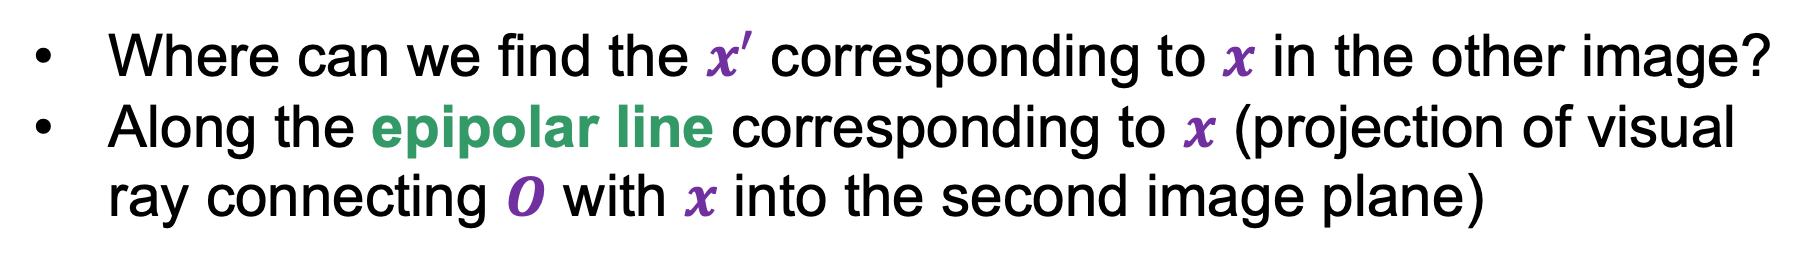 • Where can we find the x′ corresponding to x in the other image?
• Along the epipolar line corresponding to x (projection of visual
ray connecting O with x into the second image plane)